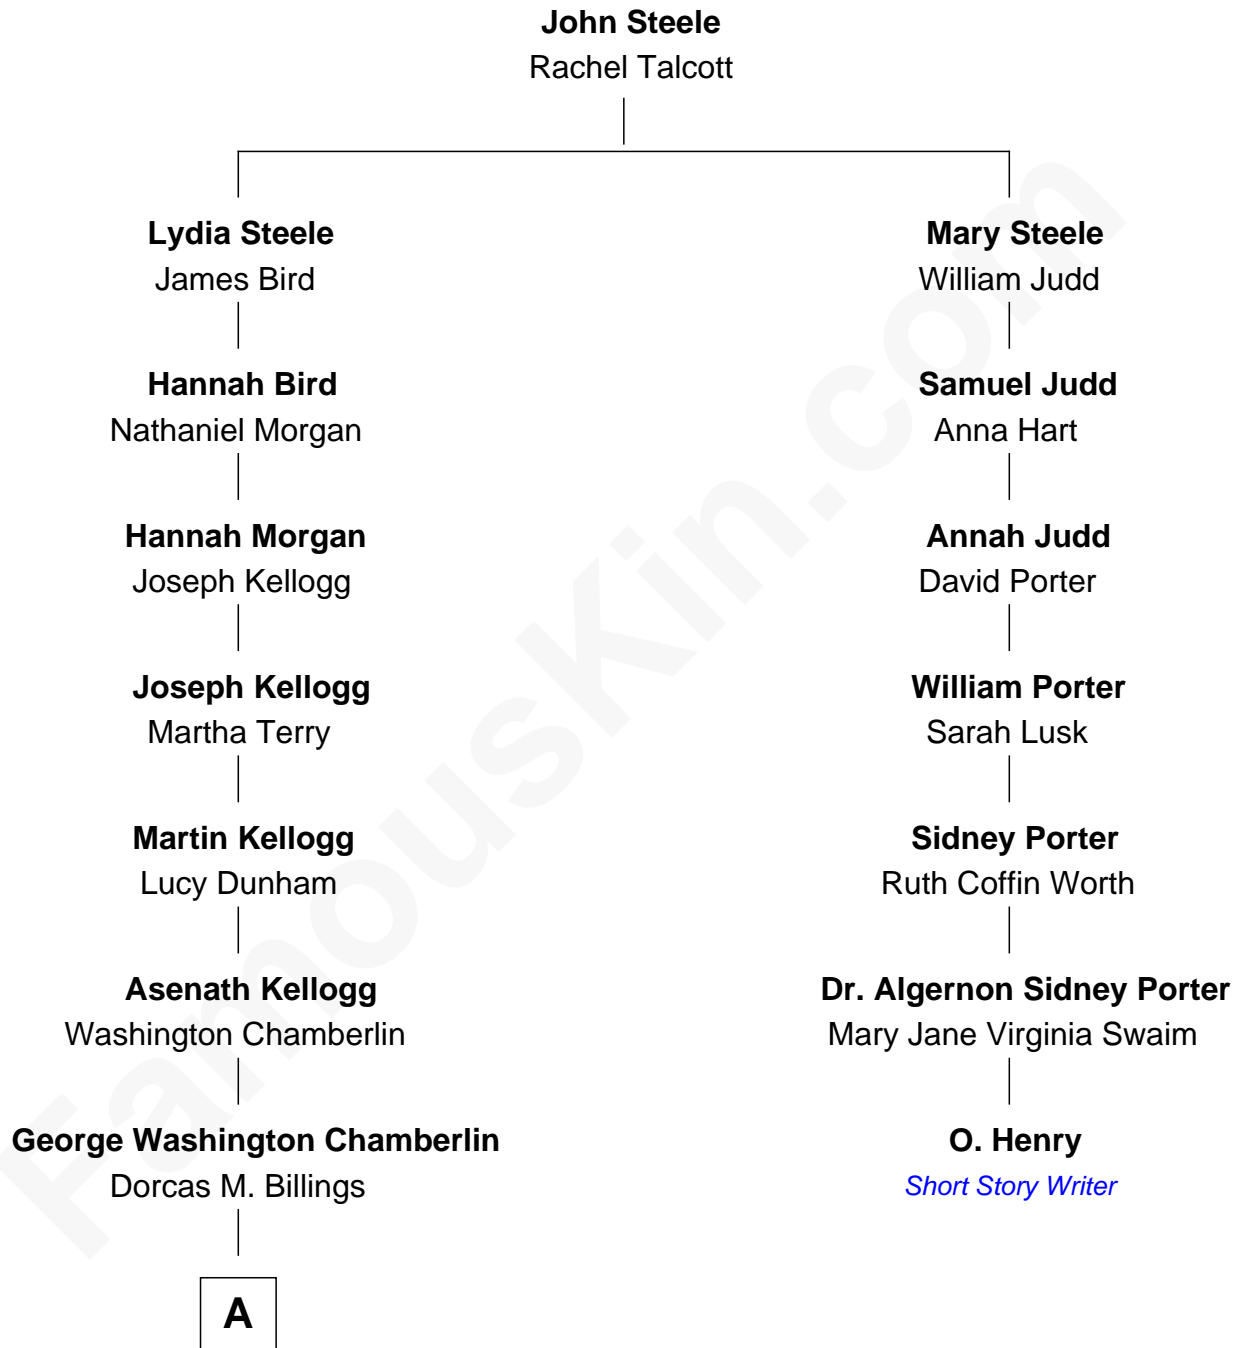 John Steele
Rachel Talcott
Lydia Steele
James Bird
Mary Steele
William Judd
Hannah Bird
Nathaniel Morgan
Samuel Judd
Anna Hart
Hannah Morgan
Joseph Kellogg
Annah Judd
David Porter
Joseph Kellogg
Martha Terry
William Porter
Sarah Lusk
Martin Kellogg
Lucy Dunham
Sidney Porter
Ruth Coffin Worth
Asenath Kellogg
Washington Chamberlin
Dr. Algernon Sidney Porter
Mary Jane Virginia Swaim
George Washington Chamberlin
Dorcas M. Billings
O. Henry
Short Story Writer
A
FamousKin.com